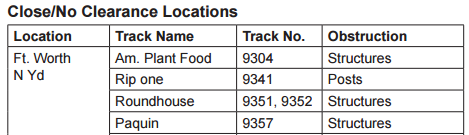 Close/No Clearance Locations
Location Track Name Track No. Obstruction
Ft. Worth Am. Plant Food 9304 Structures
N Yd Rip one 9341 Posts
Roundhouse 9351, 9352 Structures
Paquin 9357 Structures